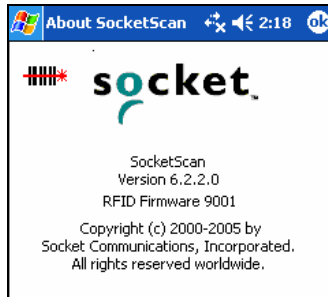 About SocketScan 2:18 ok
socket™
SocketScan
Version 6.2.2.0
RFID Firmware 9001
Copyright (c) 2000-2005 by
Socket Communications, Incorporated.
All rights reserved worldwide.